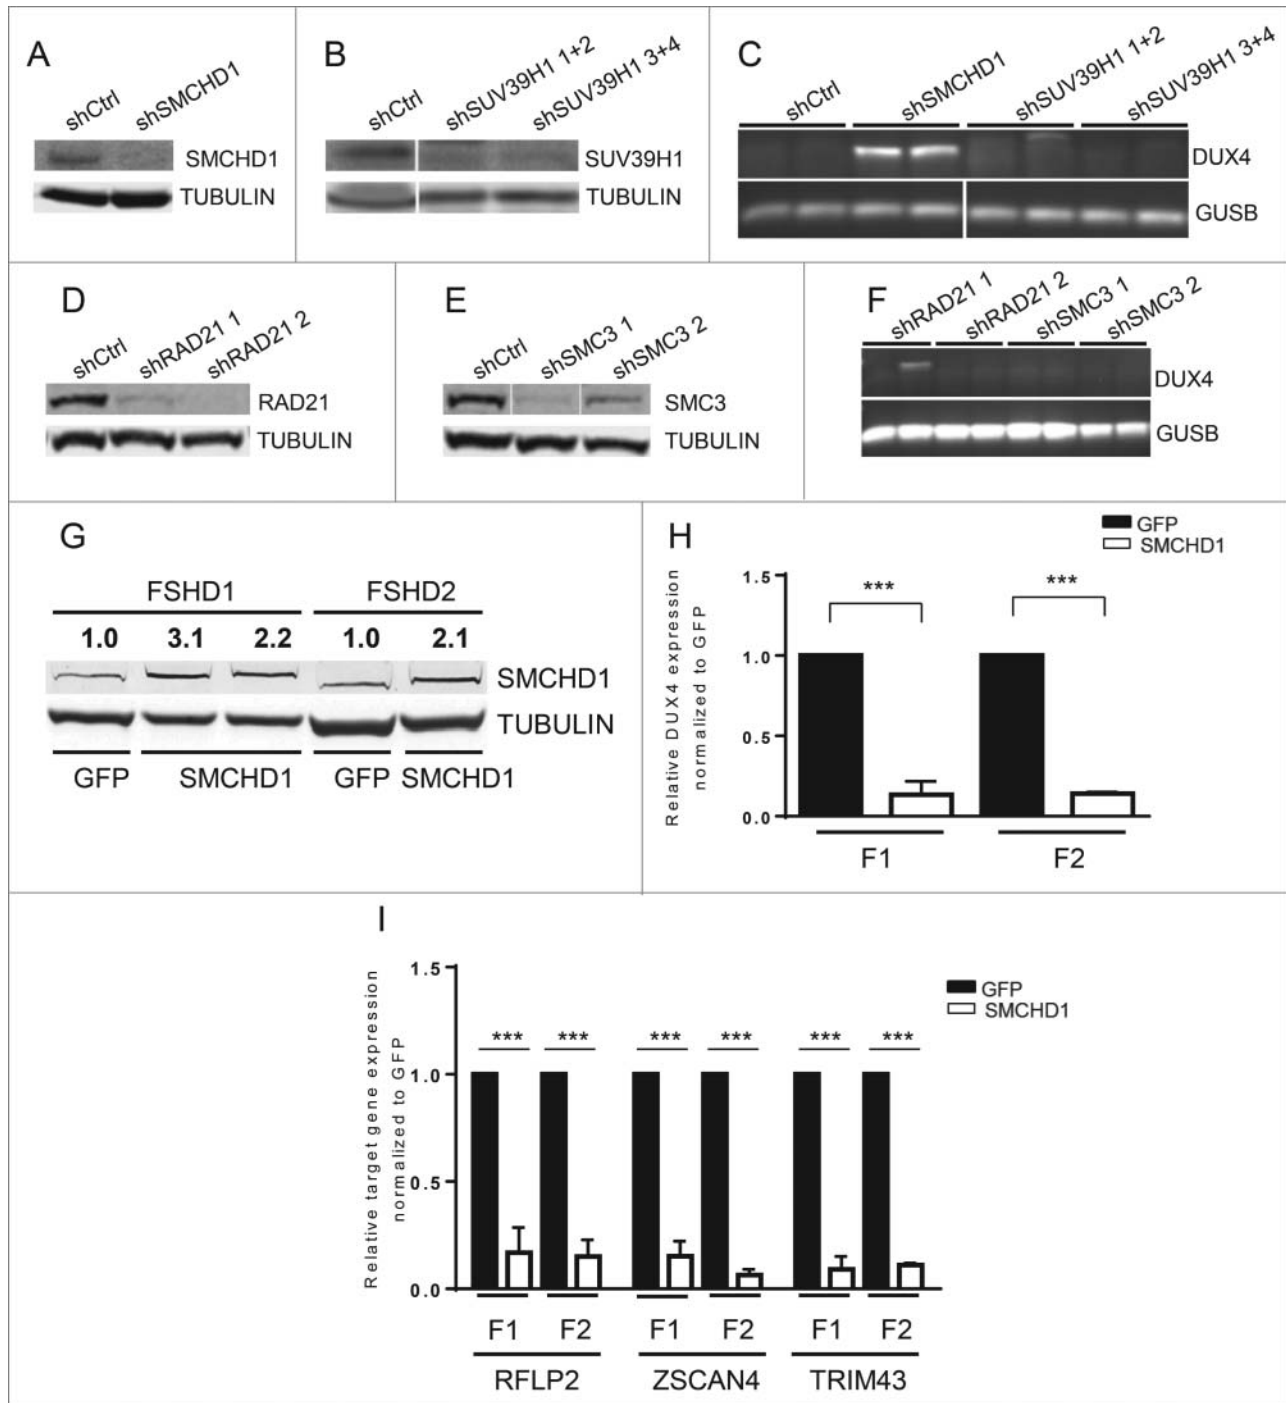 A
shCtrl
shSMCHD1
SMCHD1
TUBULIN
B
shCtrl
shSUV39H1 1+2
shSUV39H1 3+4
SUV39H1
TUBULIN
C
shCtrl
shSMCHD1
shSUV39H1 1+2
shSUV39H1 3+4
DUX4
GUSB
D
shCtrl
shRAD21 1
shRAD21 2
RAD21
TUBULIN
E
shCtrl
shSMC3 1
shSMC3 2
SMC3
TUBULIN
F
shRAD21 1
shRAD21 2
shSMC3 1
shSMC3 2
DUX4
GUSB
G
FSHD1 FSHD2
1.0 3.1 2.2 1.0 2.1
SMCHD1
TUBULIN
GFP SMCHD1 GFP SMCHD1
H
GFP
SMCHD1
Relative DUX4 expression
normalized to GFP
1.5
1.0
0.5
0.0
*** ***
F1 F2
I
GFP
SMCHD1
Relative target gene expression
normalized to GFP
1.5
1.0
0.5
0.0
*** *** *** *** *** ***
F1 F2 F1 F2 F1 F2
RFLP2 ZSCAN4 TRIM43